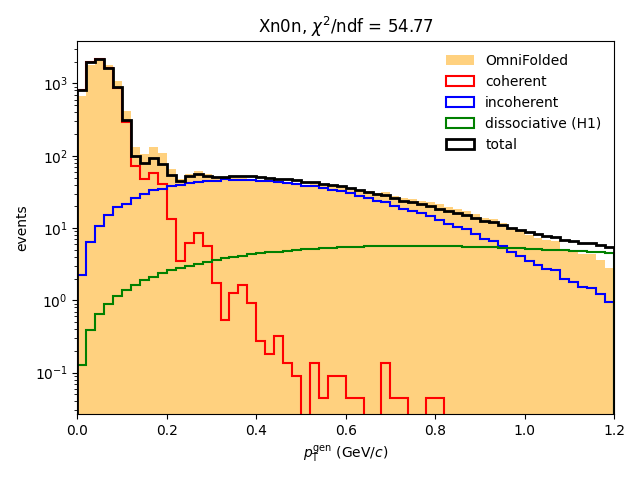 Xn0n, χ²/ndf = 54.77
OmniFolded
coherent
incoherent
dissociative (H1)
total
events
10³
10²
10¹
10⁰
10⁻¹
0.0 0.2 0.4 0.6 0.8 1.0 1.2
p_T^gen (GeV/c)